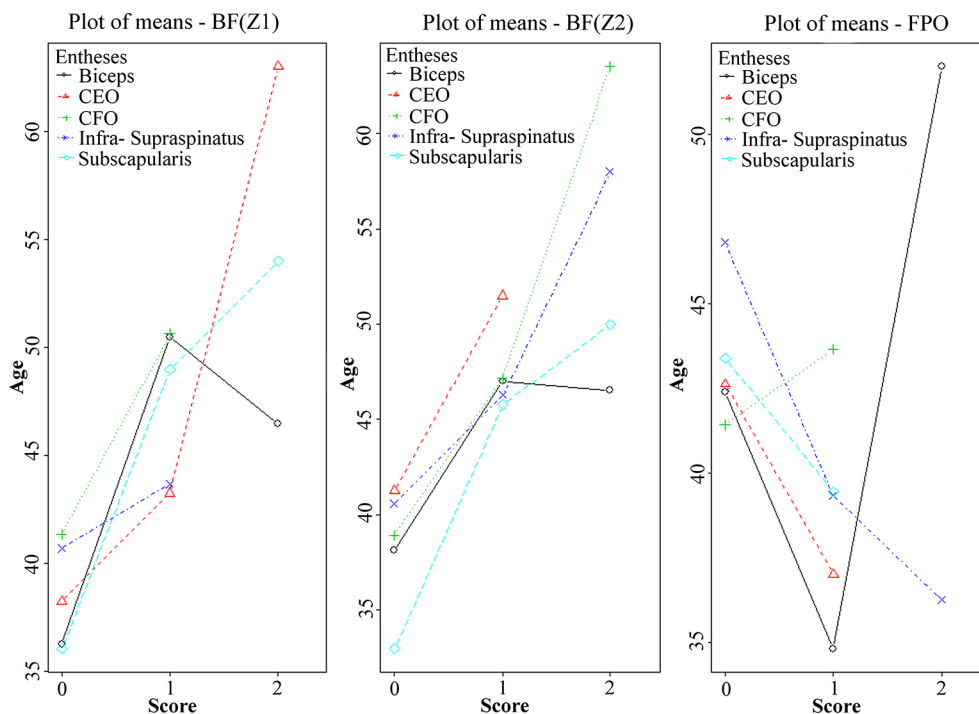 Plot of means - BF(Z1)
Entheses
Biceps
CEO
CFO
Infra- Supraspinatus
Subscapularis
60
55
50
45
40
35
Age
0 1 2
Score
Plot of means - BF(Z2)
Entheses
Biceps
CEO
CFO
Infra- Supraspinatus
Subscapularis
60
55
50
45
40
35
Age
0 1 2
Score
Plot of means - FPO
Entheses
Biceps
CEO
CFO
Infra- Supraspinatus
Subscapularis
50
45
40
35
Age
0 1 2
Score